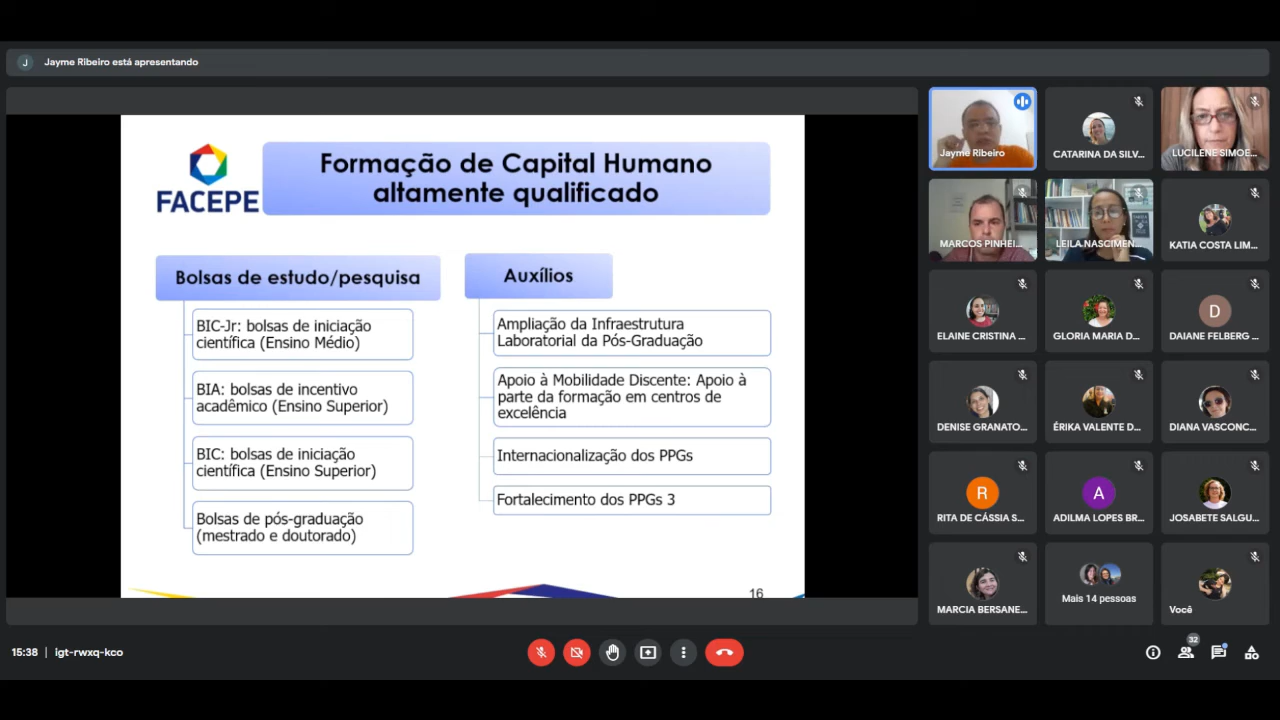 J Jayme Ribeiro está apresentando
FACEPE
Formação de Capital Humano
altamente qualificado
Bolsas de estudo/pesquisa
BIC-Jr: bolsas de iniciação
científica (Ensino Médio)
BIA: bolsas de incentivo
acadêmico (Ensino Superior)
BIC: bolsas de iniciação
científica (Ensino Superior)
Bolsas de pós-graduação
(mestrado e doutorado)
Auxílios
Ampliação da Infraestrutura
Laboratorial da Pós-Graduação
Apoio à Mobilidade Discente: Apoio à
parte da formação em centros de
excelência
Internacionalização dos PPGs
Fortalecimento dos PPGs 3
16
Jayme Ribeiro
CATARINA DA SILV...
LUCILENE SIMOE...
MARCOS PINHEI...
LEILA NASCIMEN...
KATIA COSTA LIM...
ELAINE CRISTINA ...
GLORIA MARIA D...
D
DAIANE FELBERG ...
DENISE GRANATO...
ÉRIKA VALENTE D...
DIANA VASCONC...
R
RITA DE CÁSSIA S...
A
ADILMA LOPES BR...
JOSABETE SALGU...
MARCIA BERSANE...
Mais 14 pessoas
Você
15:38 | igt-rwxq-kco
32